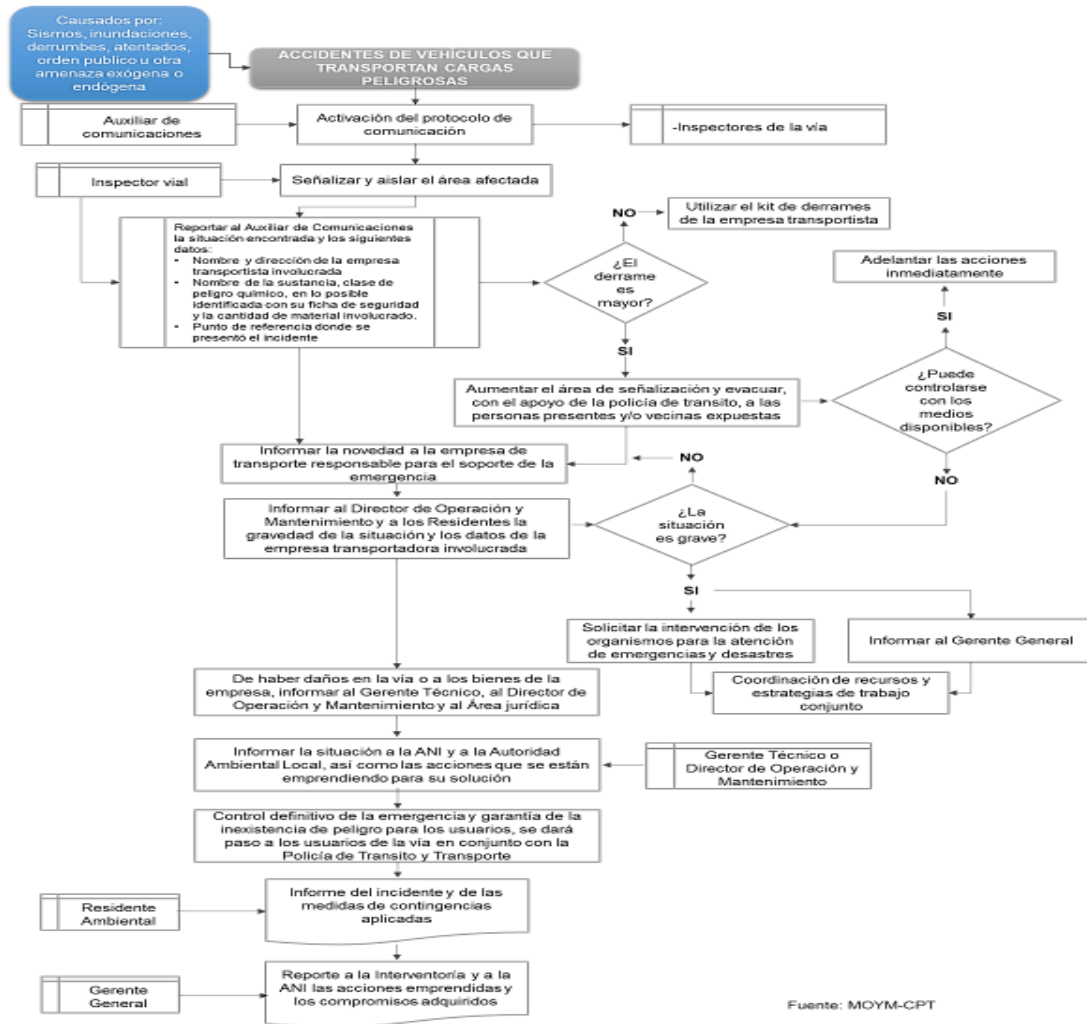 Causados por:
Sismos, inundaciones,
derrumbes, atentados,
orden publico u otra
amenaza exógena o
endógena
ACCIDENTES DE VEHÍCULOS QUE
TRANSPORTAN CARGAS
PELIGROSAS
Auxiliar de
comunicaciones
Activación del protocolo de
comunicación
-Inspectores de la vía
Inspector vial
Señalizar y aislar el área afectada
Reportar al Auxiliar de Comunicaciones
la situación encontrada y los siguientes
datos:
• Nombre y dirección de la empresa
transportista involucrada
• Nombre de la sustancia, clase de
peligro químico, en lo posible
identificada con su ficha de seguridad
y la cantidad de material involucrado.
• Punto de referencia donde se
presentó el incidente
¿El
derrame
es
mayor?
NO
Utilizar el kit de derrames
de la empresa transportista
SI
Aumentar el área de señalización y evacuar,
con el apoyo de la policía de transito, a las
personas presentes y/o vecinas expuestas
Adelantar las acciones
inmediatamente
SI
¿Puede
controlarse
con los
medios
disponibles?
NO
Informar la novedad a la empresa de
transporte responsable para el soporte de la
emergencia
NO
Informar al Director de Operación y
Mantenimiento y a los Residentes la
gravedad de la situación y los datos de la
empresa transportadora involucrada
¿La
situación
es grave?
SI
Solicitar la intervención de los
organismos para la atención
de emergencias y desastres
Informar al Gerente General
Coordinación de recursos y
estrategias de trabajo
conjunto
De haber daños en la vía o a los bienes de la
empresa, informar al Gerente Técnico, al Director de
Operación y Mantenimiento y al Área jurídica
Informar la situación a la ANI y a la Autoridad
Ambiental Local, así como las acciones que se están
emprendiendo para su solución
Gerente Técnico o
Director de Operación y
Mantenimiento
Control definitivo de la emergencia y garantía de la
inexistencia de peligro para los usuarios, se dará
paso a los usuarios de la vía en conjunto con la
Policía de Transito y Transporte
Residente
Ambiental
Informe del incidente y de las
medidas de contingencias
aplicadas
Gerente
General
Reporte a la Interventoría y a la
ANI las acciones emprendidas y
los compromisos adquiridos
Fuente: MOYM-CPT